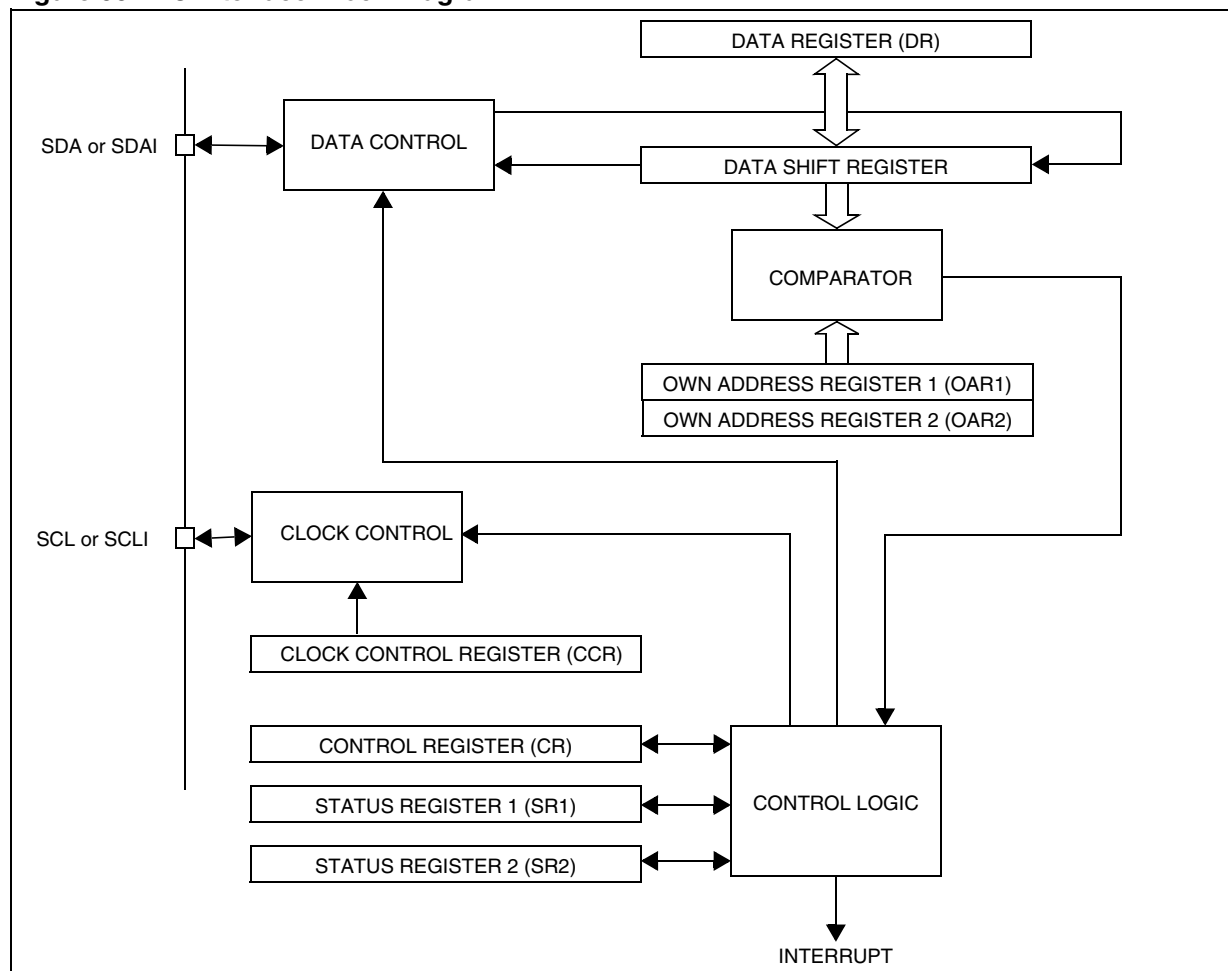 DATA REGISTER (DR)
DATA CONTROL
SDA or SDAI
DATA SHIFT REGISTER
COMPARATOR
OWN ADDRESS REGISTER 1 (OAR1)
OWN ADDRESS REGISTER 2 (OAR2)
CLOCK CONTROL
SCL or SCLI
CLOCK CONTROL REGISTER (CCR)
CONTROL REGISTER (CR)
STATUS REGISTER 1 (SR1)
CONTROL LOGIC
STATUS REGISTER 2 (SR2)
INTERRUPT